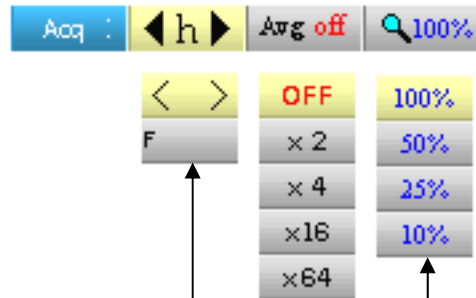 Acq : ◀ h ▶ Avg off 100%
< > OFF 100%
F × 2 50%
× 4 25%
×16 10%
×64